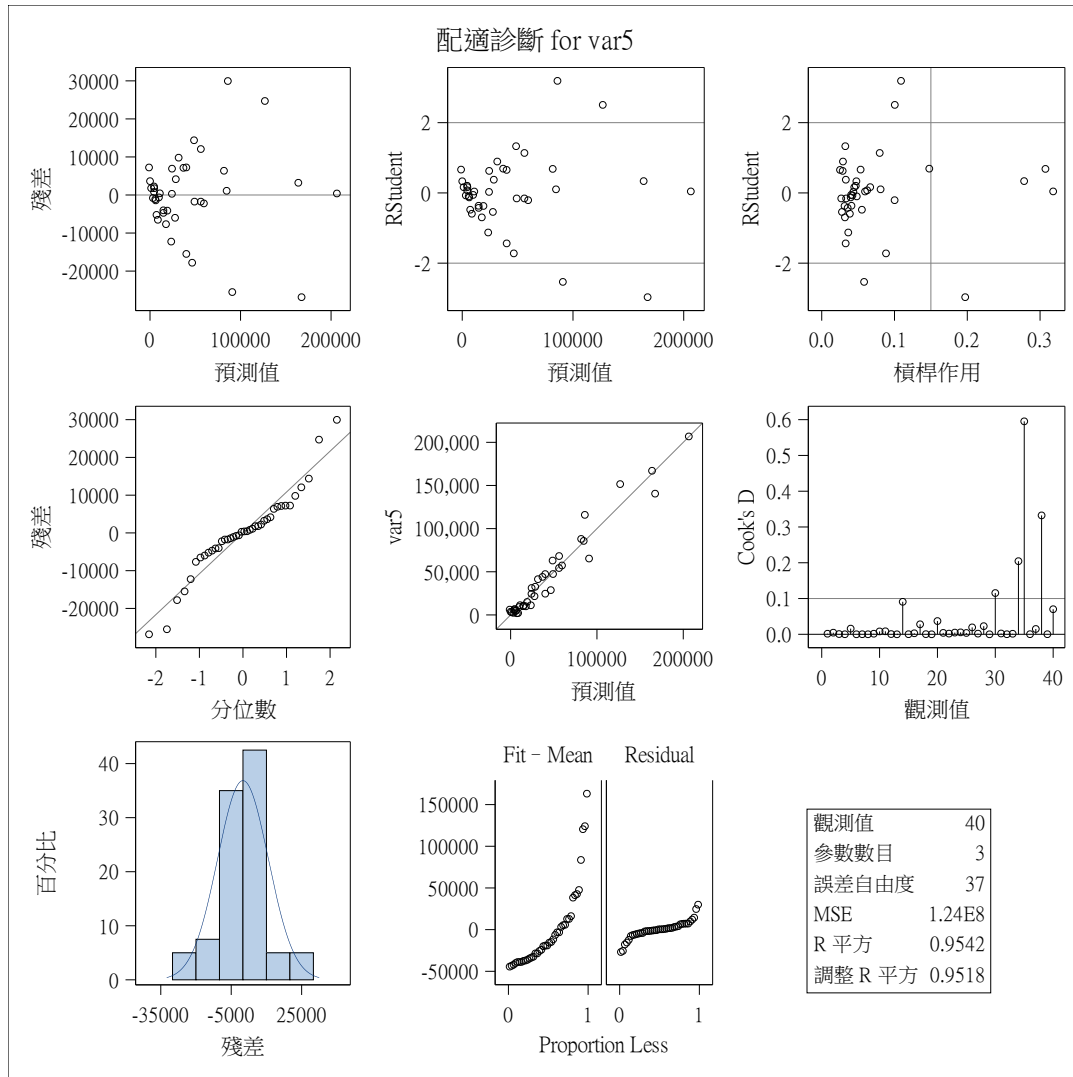 配適診斷 for var5
30000
20000
10000
0
-10000
-20000
殘差
0 100000 200000
預測值
2
0
-2
RStudent
0 100000 200000
預測值
2
0
-2
RStudent
0.0 0.1 0.2 0.3
槓桿作用
30000
20000
10000
0
-10000
-20000
殘差
-2 -1 0 1 2
分位數
200,000
150,000
100,000
50,000
0
var5
0 100000 200000
預測值
0.6
0.5
0.4
0.3
0.2
0.1
0.0
Cook's D
0 10 20 30 40
觀測值
40
30
20
10
0
百分比
-35000 -5000 25000
殘差
Fit – Mean Residual
150000
100000
50000
0
-50000
0 1 0 1
Proportion Less
觀測值 40
參數數目 3
誤差自由度 37
MSE 1.24E8
R 平方 0.9542
調整 R 平方 0.9518